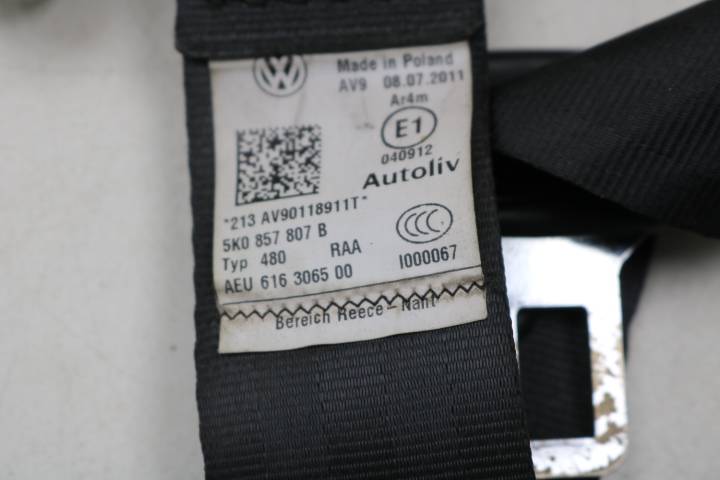 Made in Poland
AV9 08.07.2011
Ar4m
E1
040912
Autoliv
*213 AV90118911T*
5K0 857 807 B
Typ 480 RAA
AEU 616 3065 00 I000067
Bereich Reece - Naht